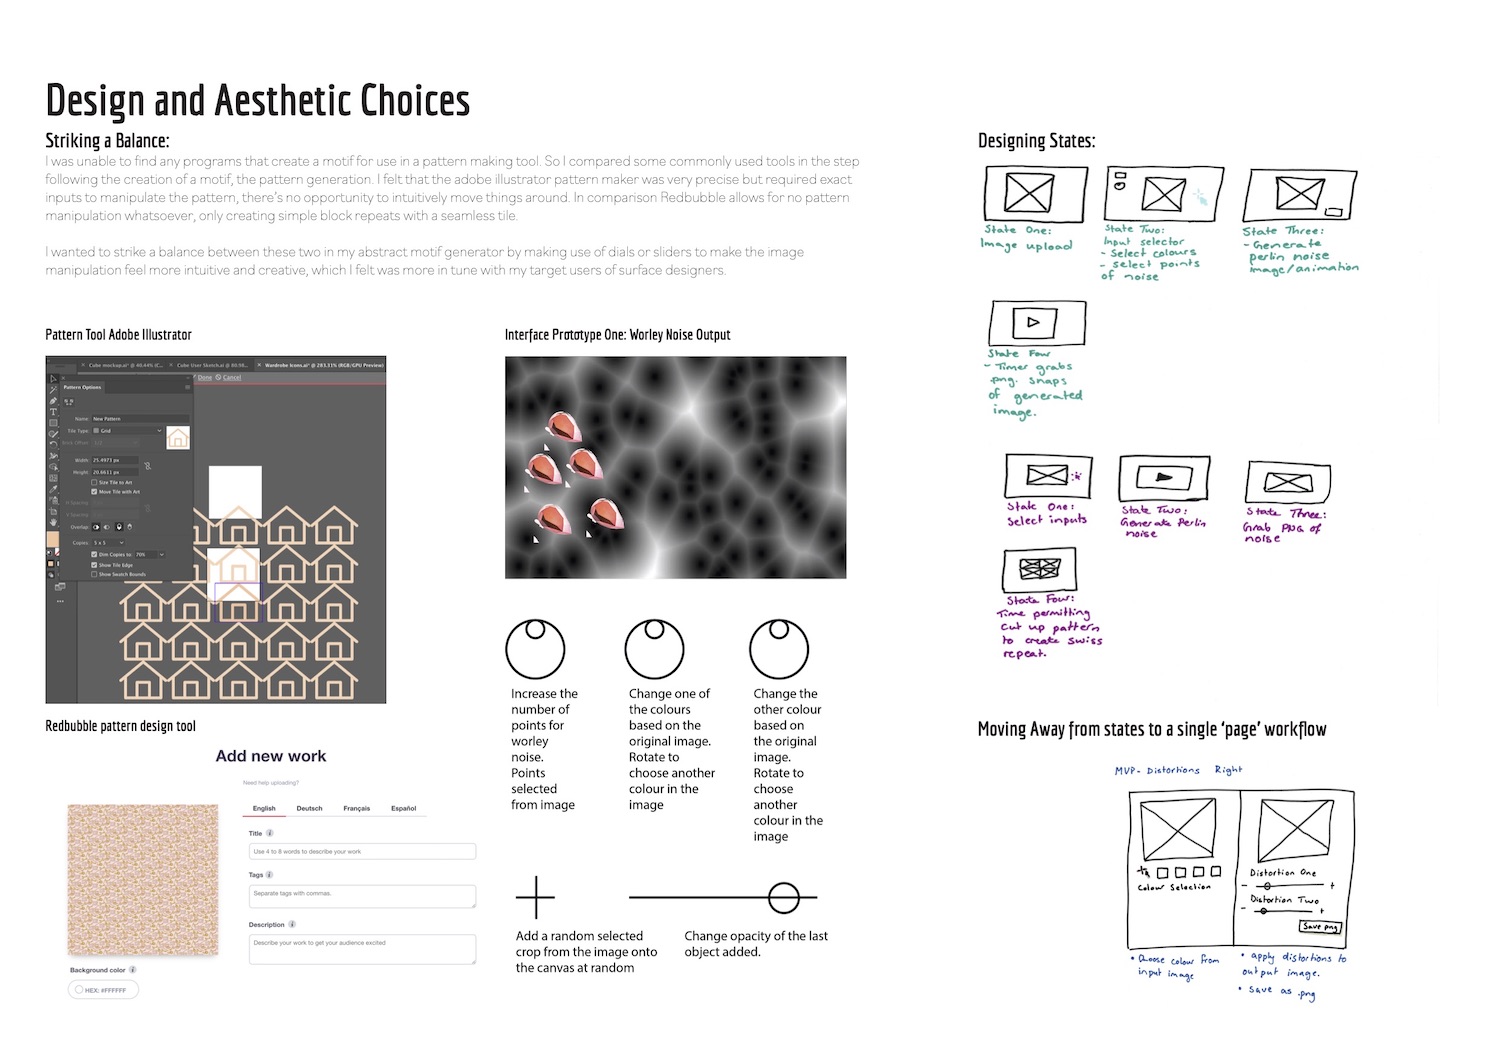 Design and Aesthetic Choices
Striking a Balance:
I was unable to find any programs that create a motif for use in a pattern making tool. So I compared some commonly used tools in the step
following the creation of a motif, the pattern generation. I felt that the adobe illustrator pattern maker was very precise but required exact
inputs to manipulate the pattern, there's no opportunity to intuitively move things around. In comparison Redbubble allows for no pattern
manipulation whatsoever, only creating simple block repeats with a seamless tile.
I wanted to strike a balance between these two in my abstract motif generator by making use of dials or sliders to make the image
manipulation feel more intuitive and creative, which I felt was more in tune with my target users of surface designers.
Pattern Tool Adobe Illustrator
Cube mockup.ai* @ 40.44% (C...
Cube User Sketch.ai @ 80.96...
Wardrobe Icons.ai* @ 283.31% (RGB/GPU Preview)
Done
Cancel
Pattern Options
Name: New Pattern
Tile Type: Grid
Width: 25.4973 px
Height: 20.6611 px
Size Tile to Art
Move Tile with Art
H Spacing:
V Spacing:
Overlap:
Copies: 5 x 5
Dim Copies to: 70%
Show Tile Edge
Show Swatch Bounds
Redbubble pattern design tool
Add new work
Need help uploading?
English Deutsch Français Español
Title i
Use 4 to 8 words to describe your work
Tags i
Separate tags with commas.
Description i
Describe your work to get your audience excited
Background color i
HEX: #FFFFFF
Interface Prototype One: Worley Noise Output
Increase the
number of
points for
worley
noise.
Points
selected
from image
Change one of
the colours
based on the
original image.
Rotate to
choose another
colour in the
image
Change the
other colour
based on
the original
image.
Rotate to
choose
another
colour in the
image
Add a random selected
crop from the image onto
the canvas at random
Change opacity of the last
object added.
Designing States:
State One:
Image upload
State Two:
Input selector
- Select colours
- select points
of noise
State Three:
- Generate
perlin noise
image/animation
State Four
- Timer grabs
png. snaps
of generated
image.
State One:
Select inputs
State Two:
Generate Perlin
noise
State Three:
Grab PNG of
noise
State Four:
Time permitting
cut up pattern
to create swiss
repeat.
Moving Away from states to a single 'page' workflow
MVP- Distortions Right
Colour Selection
Distortion One
- +
Distortion Two
- +
Save png
• Choose colour from
input image
• apply distortions to
output image.
• save as .png